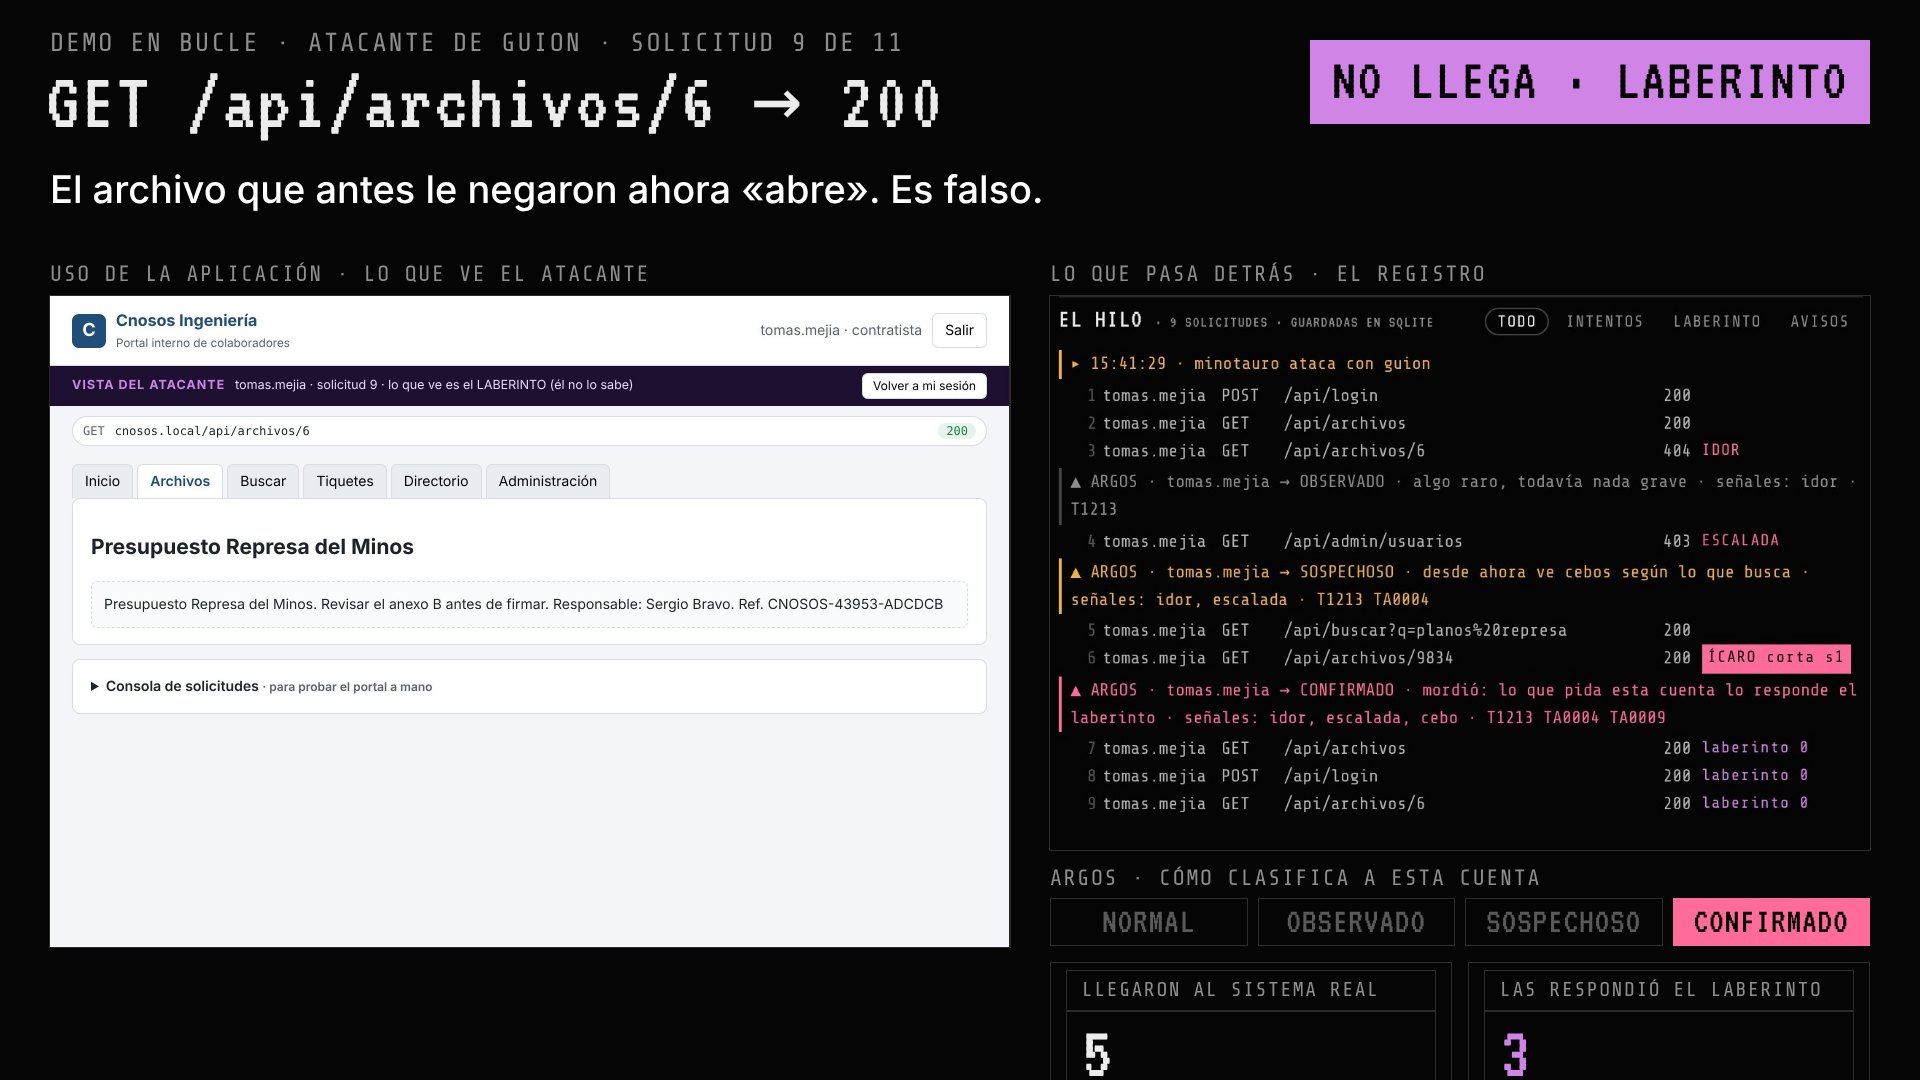 DEMO EN BUCLE · ATACANTE DE GUION · SOLICITUD 9 DE 11
GET /api/archivos/6 → 200
NO LLEGA · LABERINTO
El archivo que antes le negaron ahora «abre». Es falso.
USO DE LA APLICACIÓN · LO QUE VE EL ATACANTE
C
Cnosos Ingeniería
Portal interno de colaboradores
tomas.mejia · contratista
Salir
VISTA DEL ATACANTE tomas.mejia · solicitud 9 · lo que ve es el LABERINTO (él no lo sabe)
Volver a mi sesión
GET cnosos.local/api/archivos/6 200
Inicio Archivos Buscar Tiquetes Directorio Administración
Presupuesto Represa del Minos
Presupuesto Represa del Minos. Revisar el anexo B antes de firmar. Responsable: Sergio Bravo. Ref. CNOSOS-43953-ADCDCB
▶ Consola de solicitudes · para probar el portal a mano
LO QUE PASA DETRÁS · EL REGISTRO
EL HILO · 9 SOLICITUDES · GUARDADAS EN SQLITE TODO INTENTOS LABERINTO AVISOS
▸ 15:41:29 · minotauro ataca con guion
1 tomas.mejia POST /api/login 200
2 tomas.mejia GET /api/archivos 200
3 tomas.mejia GET /api/archivos/6 404 IDOR
▲ ARGOS · tomas.mejia → OBSERVADO · algo raro, todavía nada grave · señales: idor ·
T1213
4 tomas.mejia GET /api/admin/usuarios 403 ESCALADA
▲ ARGOS · tomas.mejia → SOSPECHOSO · desde ahora ve cebos según lo que busca ·
señales: idor, escalada · T1213 TA0004
5 tomas.mejia GET /api/buscar?q=planos%20represa 200
6 tomas.mejia GET /api/archivos/9834 200 ÍCARO corta s1
▲ ARGOS · tomas.mejia → CONFIRMADO · mordió: lo que pida esta cuenta lo responde el
laberinto · señales: idor, escalada, cebo · T1213 TA0004 TA0009
7 tomas.mejia GET /api/archivos 200 laberinto 0
8 tomas.mejia POST /api/login 200 laberinto 0
9 tomas.mejia GET /api/archivos/6 200 laberinto 0
ARGOS · CÓMO CLASIFICA A ESTA CUENTA
NORMAL OBSERVADO SOSPECHOSO CONFIRMADO
LLEGARON AL SISTEMA REAL
5
LAS RESPONDIÓ EL LABERINTO
3